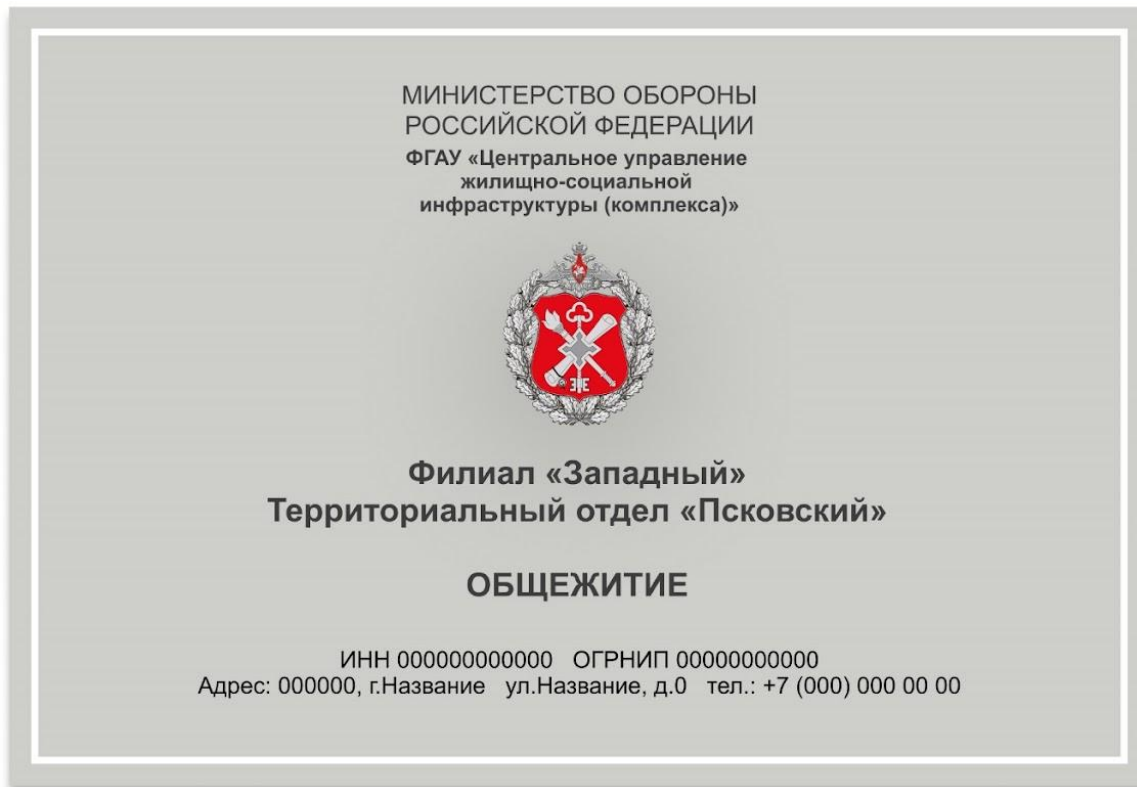 МИНИСТЕРСТВО ОБОРОНЫ
РОССИЙСКОЙ ФЕДЕРАЦИИ
ФГАУ «Центральное управление
жилищно-социальной
инфраструктуры (комплекса)»
Филиал «Западный»
Территориальный отдел «Псковский»
ОБЩЕЖИТИЕ
ИНН 000000000000 ОГРНИП 00000000000
Адрес: 000000, г.Название ул.Название, д.0 тел.: +7 (000) 000 00 00